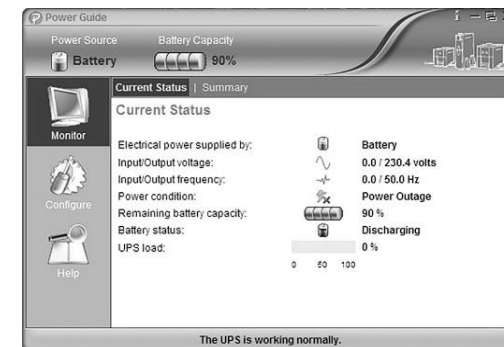 Power Guide
Power Source Battery Capacity
Battery 90%
Current Status | Summary
Current Status
Monitor
Configure
Help
Electrical power supplied by: Battery
Input/Output voltage: 0.0 / 230.4 volts
Input/Output frequency: 0.0 / 50.0 Hz
Power condition: Power Outage
Remaining battery capacity: 90 %
Battery status: Discharging
UPS load: 0 %
0 50 100
The UPS is working normally.